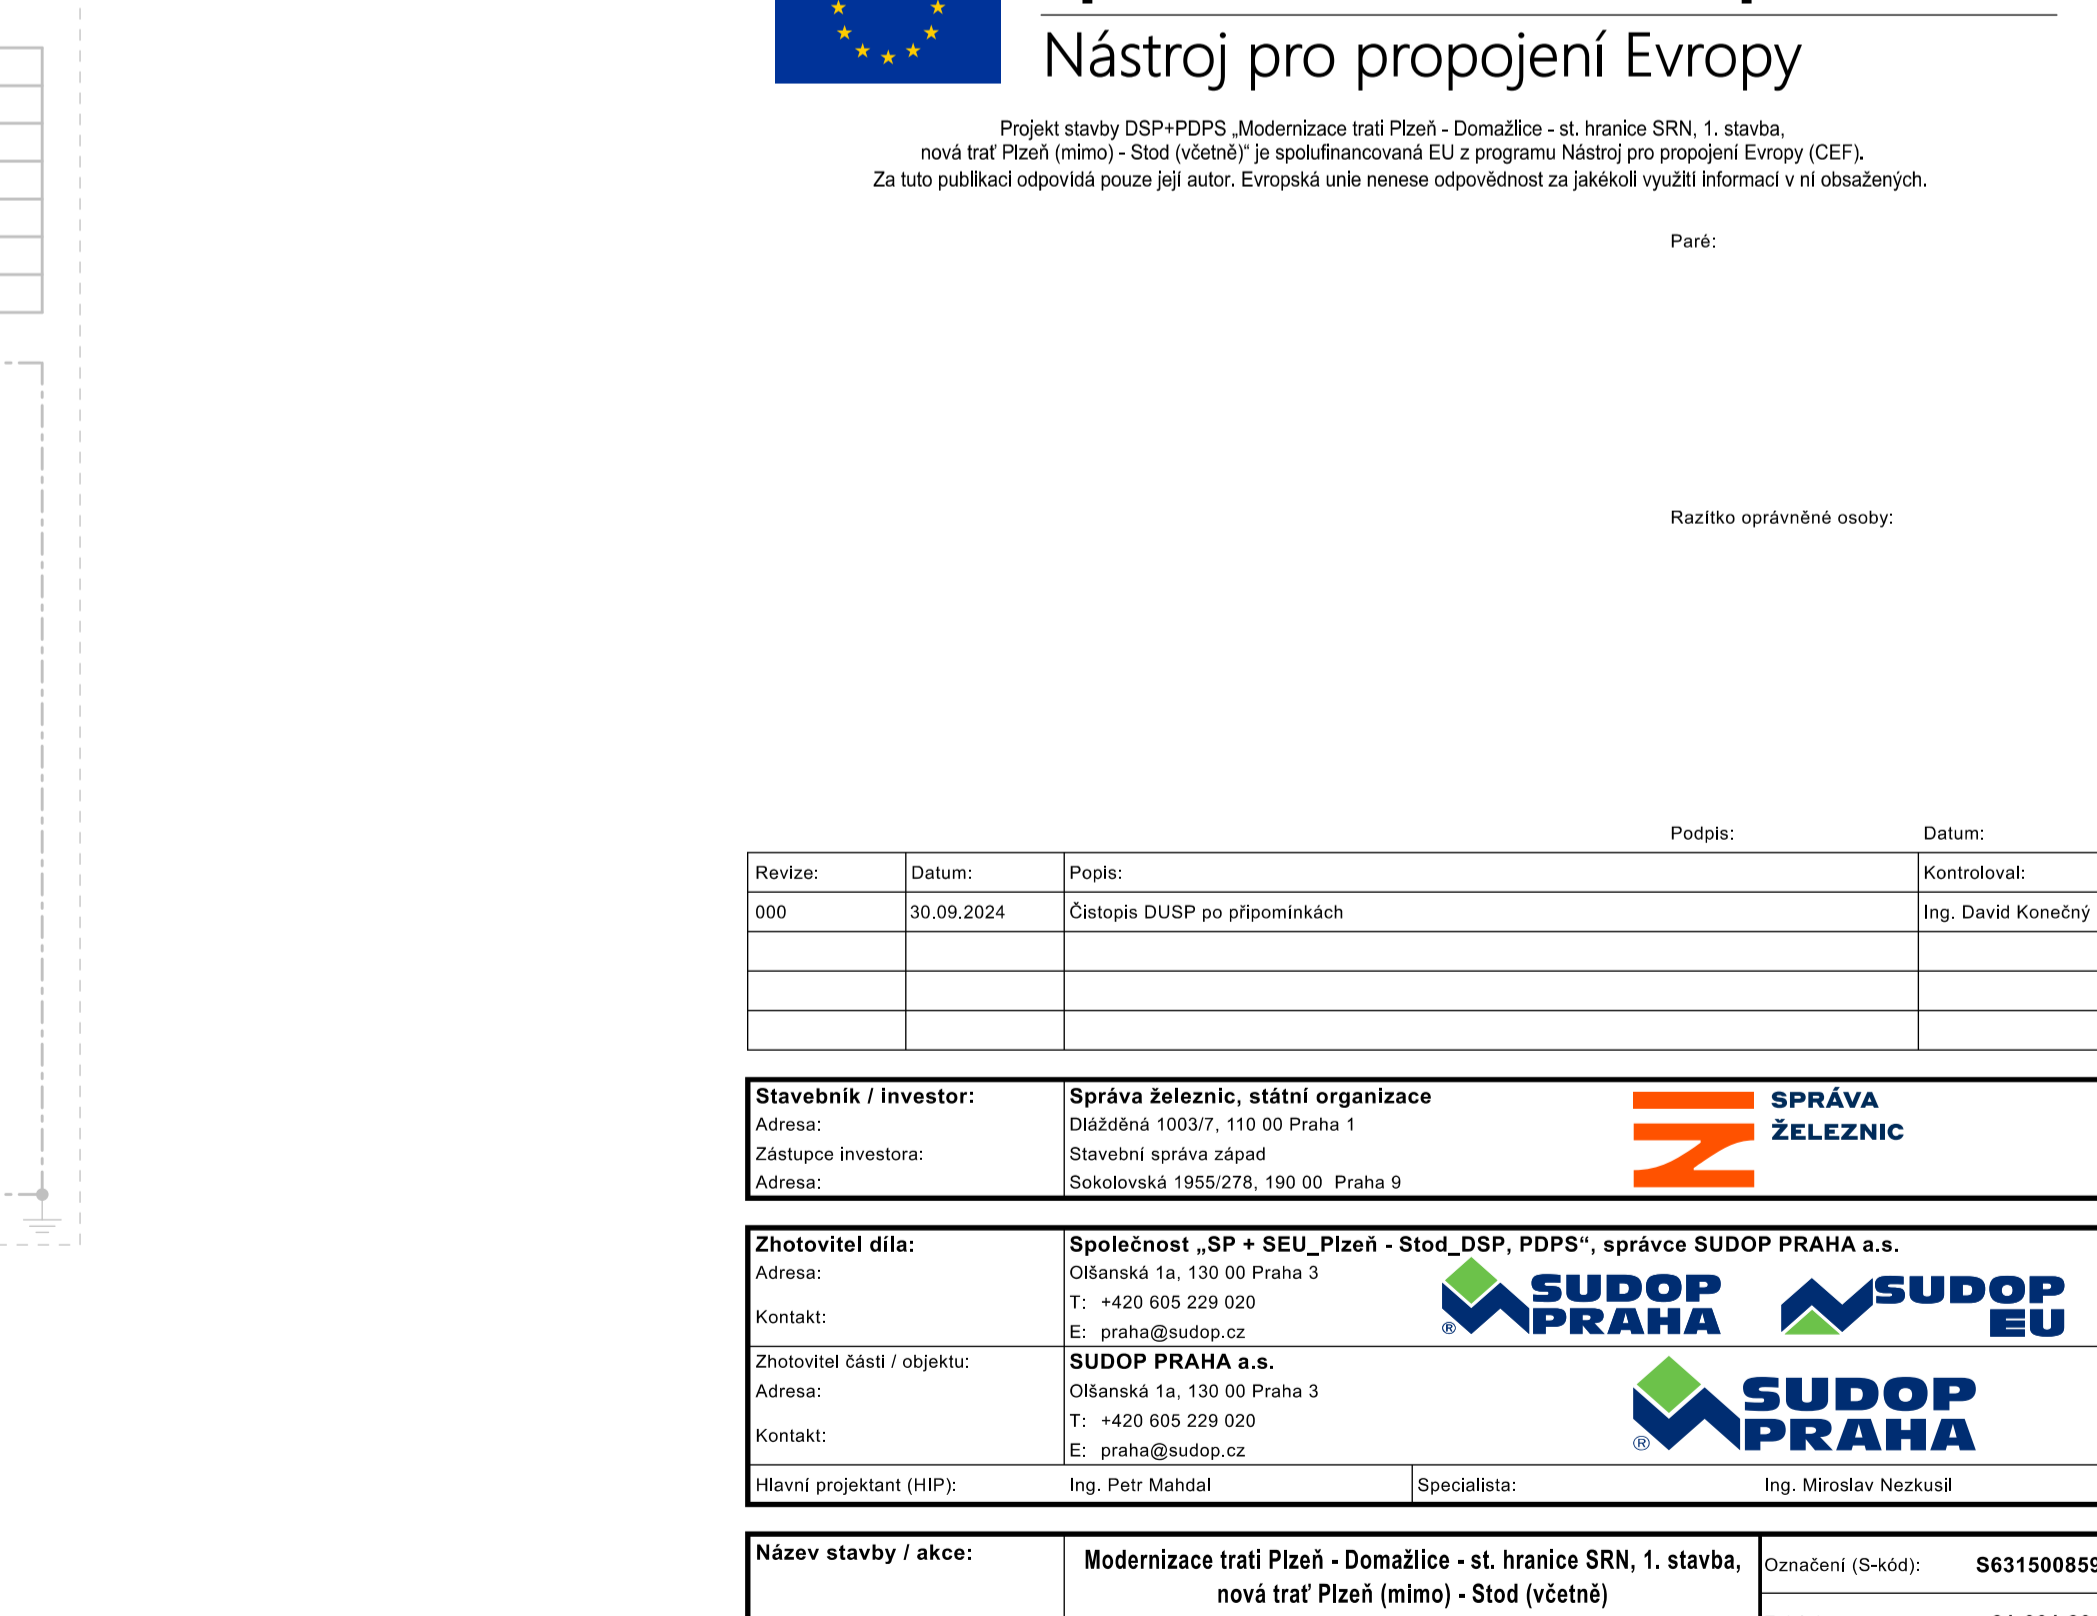 Nástroj pro propojení Evropy
Projekt stavby DSP+PDPS „Modernizace trati Plzeň - Domažlice - st. hranice SRN, 1. stavba,
nová trať Plzeň (mimo) - Stod (včetně)“ je spolufinancovaná EU z programu Nástroj pro propojení Evropy (CEF).
Za tuto publikaci odpovídá pouze její autor. Evropská unie nenese odpovědnost za jakékoli využití informací v ní obsažených.
Paré:
Razítko oprávněné osoby:
Podpis: Datum:
Revize: Datum: Popis: Kontroloval:
000 30.09.2024 Čistopis DUSP po připomínkách Ing. David Konečný
Stavebník / investor: Správa železnic, státní organizace
Adresa: Dlážděná 1003/7, 110 00 Praha 1
Zástupce investora: Stavební správa západ
Adresa: Sokolovská 1955/278, 190 00 Praha 9
SPRÁVA
ŽELEZNIC
Zhotovitel díla: Společnost „SP + SEU_Plzeň - Stod_DSP, PDPS“, správce SUDOP PRAHA a.s.
Adresa: Olšanská 1a, 130 00 Praha 3
Kontakt: T: +420 605 229 020
E: praha@sudop.cz
SUDOP
PRAHA
®
SUDOP
EU
Zhotovitel části / objektu: SUDOP PRAHA a.s.
Adresa: Olšanská 1a, 130 00 Praha 3
Kontakt: T: +420 605 229 020
E: praha@sudop.cz
SUDOP
PRAHA
®
Hlavní projektant (HIP): Ing. Petr Mahdal Specialista: Ing. Miroslav Nezkusil
Název stavby / akce: Modernizace trati Plzeň - Domažlice - st. hranice SRN, 1. stavba,
nová trať Plzeň (mimo) - Stod (včetně)
Označení (S-kód): S631500859